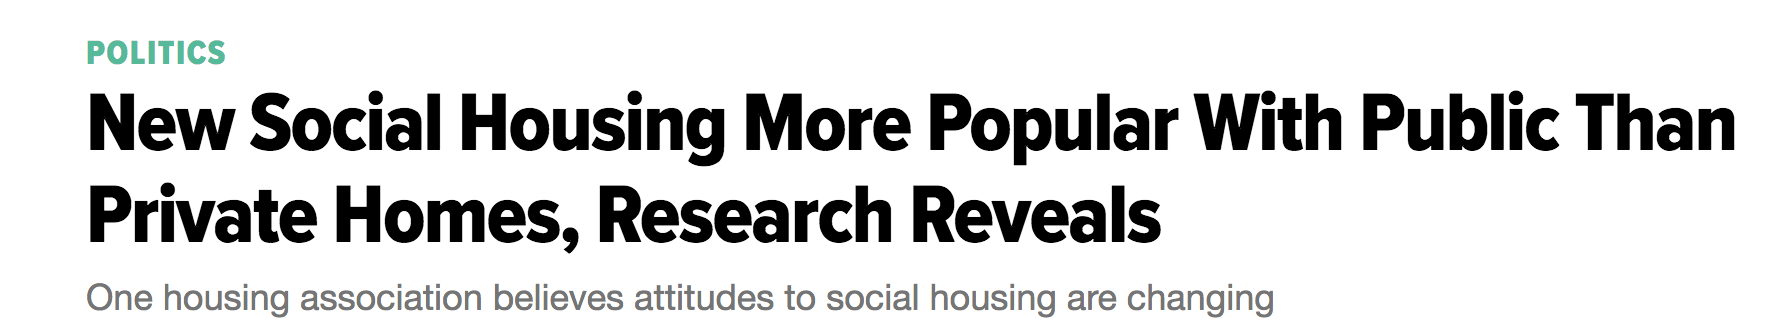 POLITICS
New Social Housing More Popular With Public Than
Private Homes, Research Reveals
One housing association believes attitudes to social housing are changing